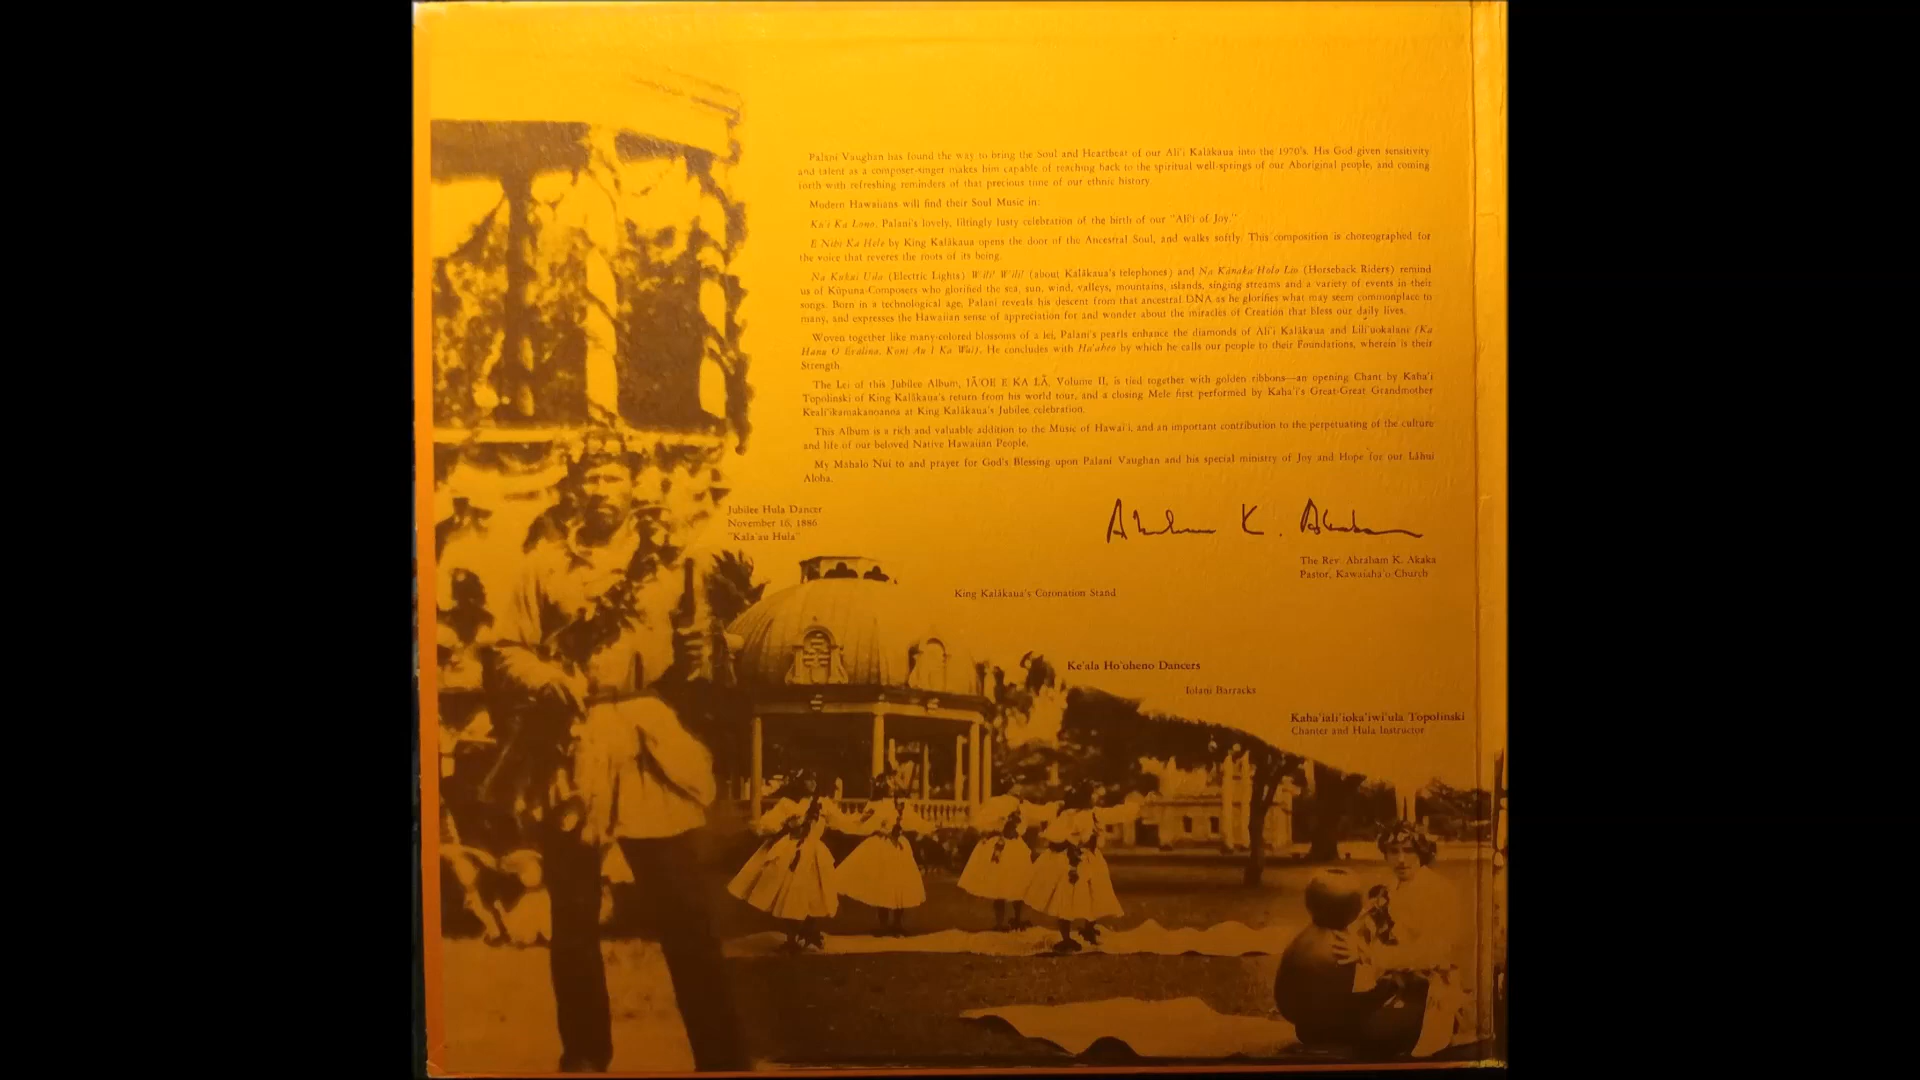 Palani Vaughan has found the way to bring the Soul and Heartbeat of our Ali'i Kalākaua into the 1970's. His God-given sensitivity
and talent as a composer-singer makes him capable of reaching back to the spiritual well-springs of our Aboriginal people, and coming
forth with refreshing reminders of that precious time of our ethnic history.
Modern Hawaiians will find their Soul Music in:
Ko'i Ka Lono, Palani's lovely, liltingly lusty celebration of the birth of our "Ali'i of Joy."
E Nihi Ka Hele by King Kalākaua opens the door of the Ancestral Soul, and walks softly. This composition is choreographed for
the voice that reveres the roots of its being.
Na Kukui Uila (Electric Lights) Wili! Wili! (about Kalākaua's telephones) and Na Kānaka Holo Lio (Horseback Riders) remind
us of Kūpuna-Composers who glorified the sea, sun, wind, valleys, mountains, islands, singing streams and a variety of events in their
songs. Born in a technological age, Palani reveals his descent from that ancestral DNA as he glorifies what may seem commonplace to
many, and expresses the Hawaiian sense of appreciation for and wonder about the miracles of Creation that bless our daily lives.
Woven together like many-colored blossoms of a lei, Palani's pearls enhance the diamonds of Ali'i Kalākaua and Lili'uokalani (Ka
Hanu O Evalina, Koni Au I Ka Wai). He concludes with Ha'aheo by which he calls our people to their Foundations, wherein is their
Strength.
The Lei of this Jubilee Album, IĀ'OE E KA LĀ, Volume II, is tied together with golden ribbons—an opening Chant by Kaha'i
Topolinski of King Kalākaua's return from his world tour, and a closing Mele first performed by Kaha'i's Great-Great Grandmother
Keali'ikamakanoanoa at King Kalākaua's Jubilee celebration.
This Album is a rich and valuable addition to the Music of Hawai'i, and an important contribution to the perpetuating of the culture
and life of our beloved Native Hawaiian People.
My Mahalo Nui to and prayer for God's Blessing upon Palani Vaughan and his special ministry of Joy and Hope for our Lāhui
Aloha.
Abraham K. Akaka
The Rev. Abraham K. Akaka
Pastor, Kawaiaha'o Church
Jubilee Hula Dancer
November 16, 1886
"Kala'au Hula"
King Kalākaua's Coronation Stand
Ke'ala Ho'oheno Dancers
Iolani Barracks
Kaha'iali'ioka'iwi'ula Topolinski
Chanter and Hula Instructor